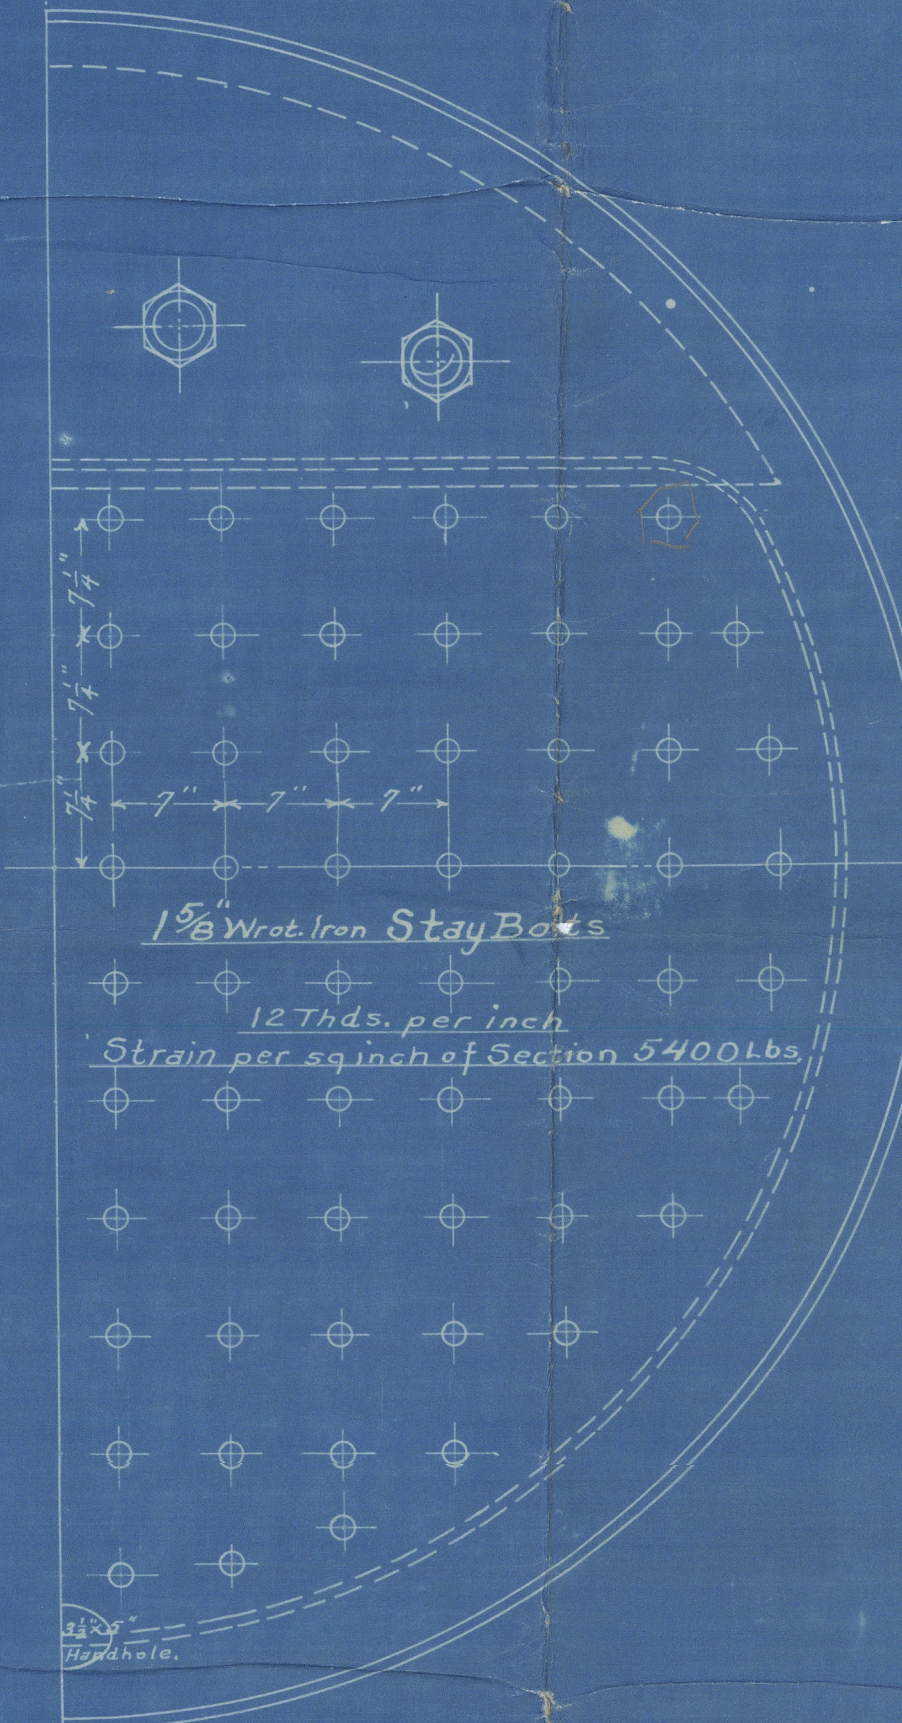 7¼"
7¼"
7¼"
7" 7" 7"
1⅝" Wrot. Iron Stay Bolts
12 Thds. per inch
Strain per sq inch of Section 5400 Lbs.
3½" x 5"
Handhole.